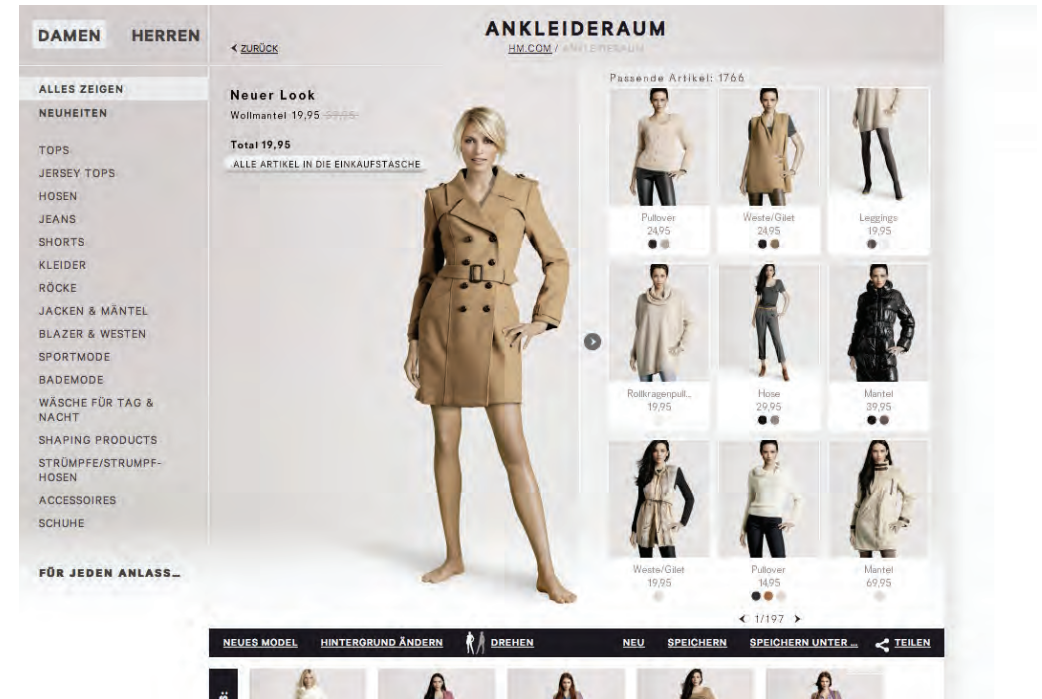 DAMEN
HERREN
ZURÜCK
ANKLEIDERAUM
HM.COM / ANKLEIDERAUM
ALLES ZEIGEN
NEUHEITEN
TOPS
JERSEY TOPS
HOSEN
JEANS
SHORTS
KLEIDER
RÖCKE
JACKEN & MÄNTEL
BLAZER & WESTEN
SPORTMODE
BADEMODE
WÄSCHE FÜR TAG &
NACHT
SHAPING PRODUCTS
STRÜMPFE/STRUMPF-
HOSEN
ACCESSOIRES
SCHUHE
FÜR JEDEN ANLASS...
Neuer Look
Wollmantel 19,95 39,95
Total 19,95
ALLE ARTIKEL IN DIE EINKAUFSTASCHE
Passende Artikel: 1766
Pullover
24,95
Weste/Gilet
24,95
Leggings
19,95
Rollkragenpull...
19,95
Hose
29,95
Mantel
39,95
Weste/Gilet
19,95
Pullover
14,95
Mantel
69,95
1/197
NEUES MODEL
HINTERGRUND ÄNDERN
DREHEN
NEU
SPEICHERN
SPEICHERN UNTER ...
TEILEN